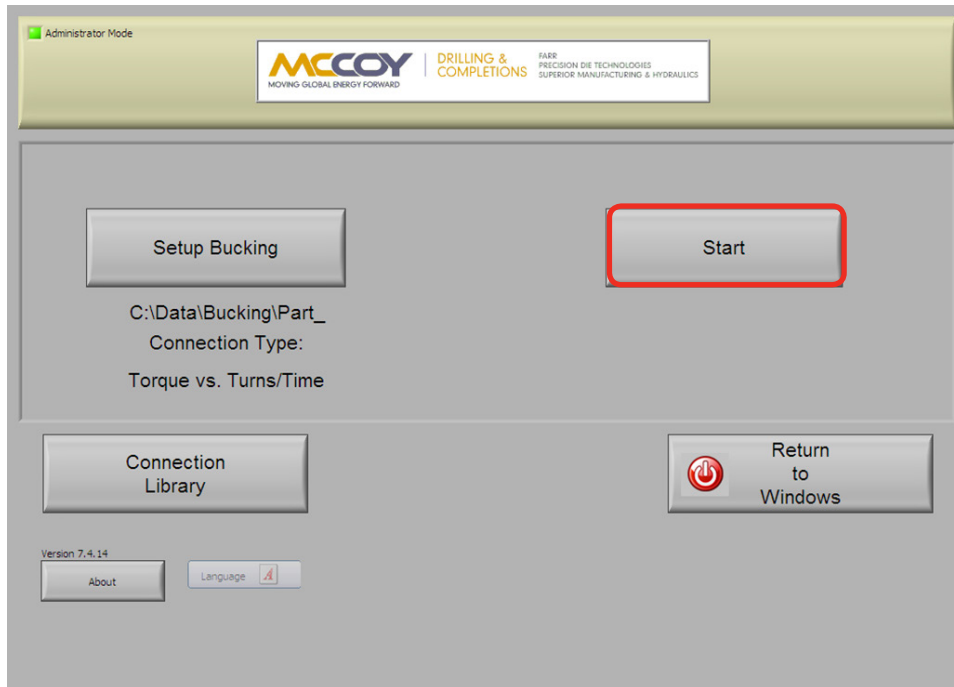 Administrator Mode
MCCOY
MOVING GLOBAL ENERGY FORWARD
DRILLING &
COMPLETIONS
FARR
PRECISION DIE TECHNOLOGIES
SUPERIOR MANUFACTURING & HYDRAULICS
Setup Bucking
Start
C:\Data\Bucking\Part_
Connection Type:
Torque vs. Turns/Time
Connection
Library
Return
to
Windows
Version 7.4.14
About
Language A